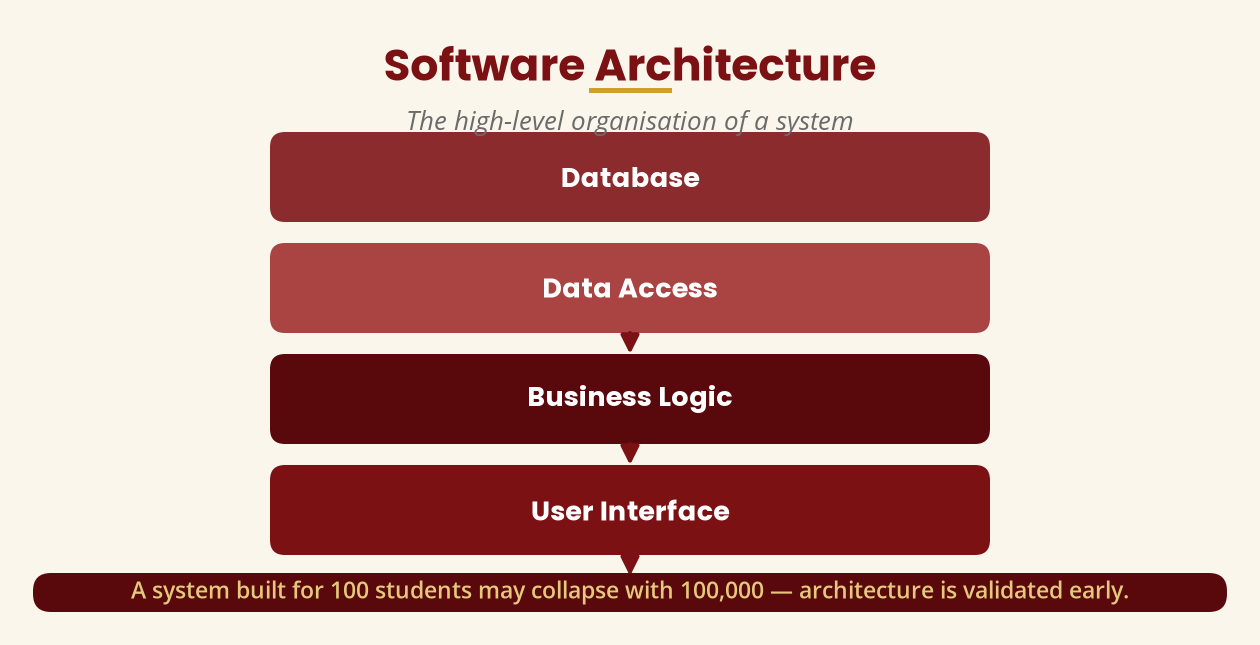 Software Architecture
The high-level organisation of a system
Database
Data Access
Business Logic
User Interface
A system built for 100 students may collapse with 100,000 — architecture is validated early.